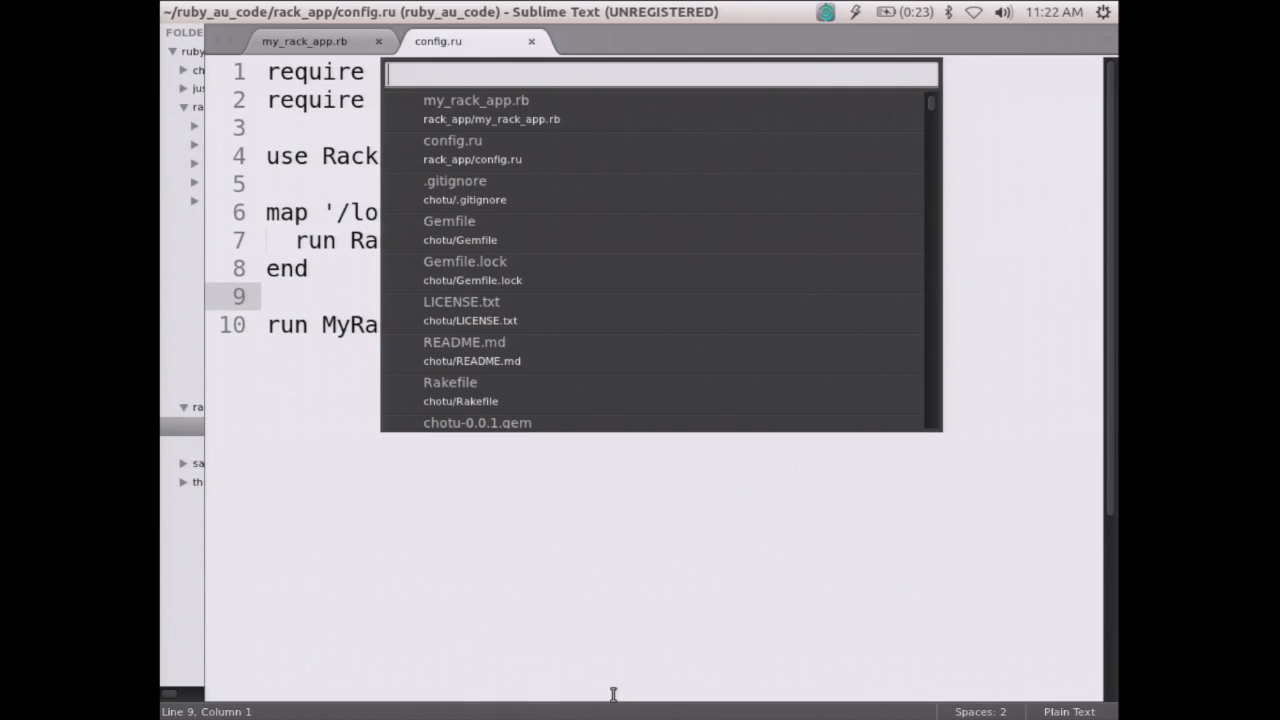 ~/ruby_au_code/rack_app/config.ru (ruby_au_code) - Sublime Text (UNREGISTERED)
(0:23)
11:22 AM
FOLDE
ruby
ch
jus
ra
ra
sa
th
my_rack_app.rb ×
config.ru ×
1 require
2 require
3
4 use Rack
5
6 map '/lo
7 run Ra
8 end
9
10 run MyRa
my_rack_app.rb
rack_app/my_rack_app.rb
config.ru
rack_app/config.ru
.gitignore
chotu/.gitignore
Gemfile
chotu/Gemfile
Gemfile.lock
chotu/Gemfile.lock
LICENSE.txt
chotu/LICENSE.txt
README.md
chotu/README.md
Rakefile
chotu/Rakefile
chotu-0.0.1.gem
Line 9, Column 1
Spaces: 2
Plain Text